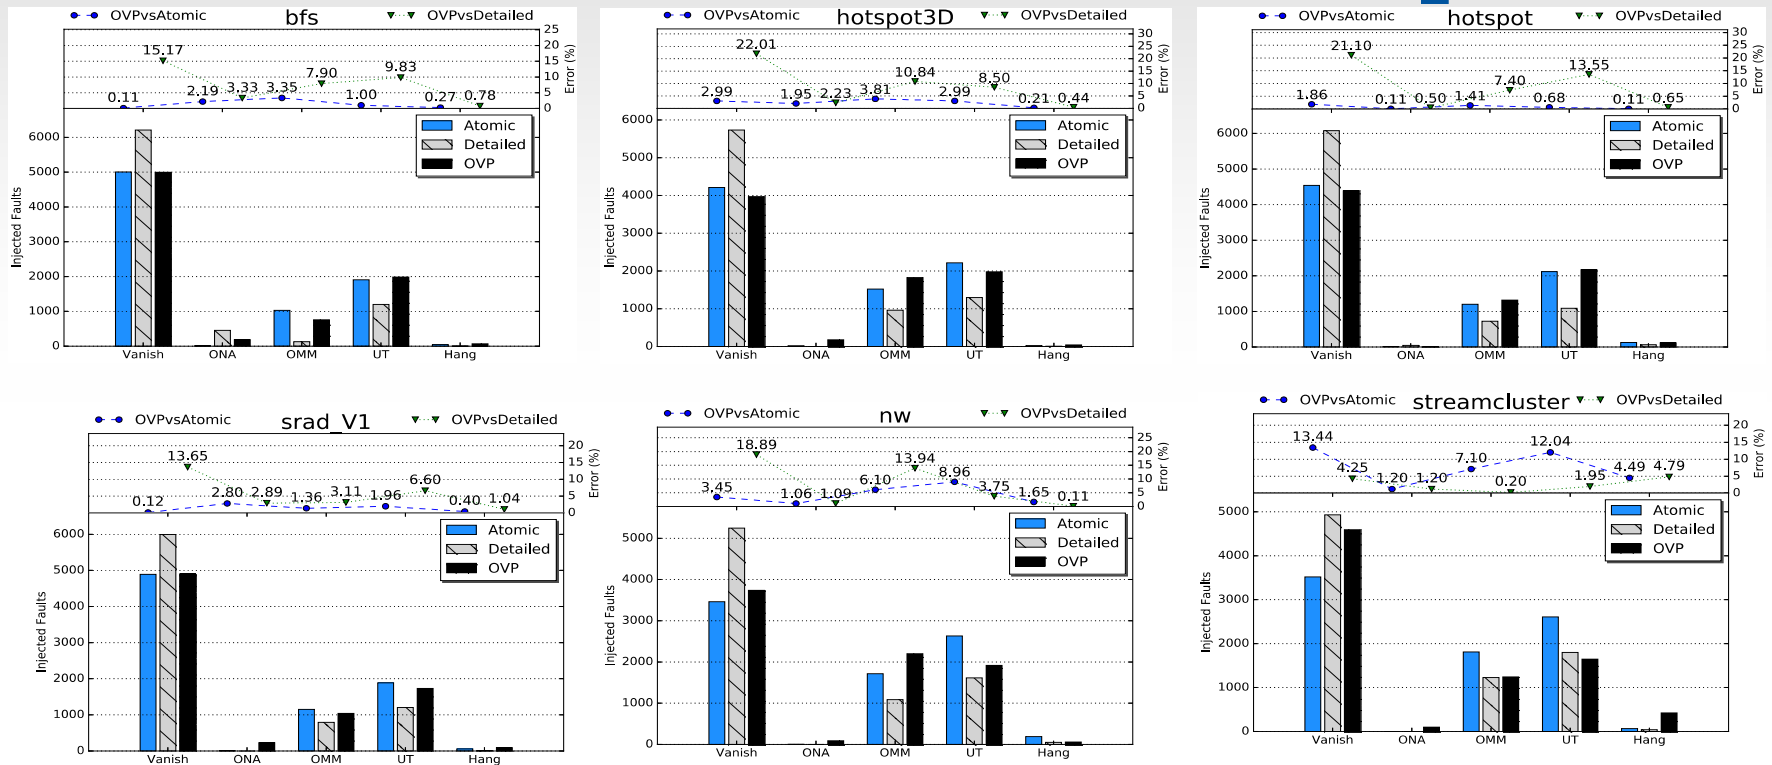 bfs
OVPvsAtomic OVPvsDetailed
15.17 9.83
7.90
0.11 2.19 3.33 3.35 1.00 0.27 0.78
25
20
15
10
5
0
Error (%)
6000
5000
4000
3000
2000
1000
0
Injected Faults
Atomic
Detailed
OVP
Vanish ONA OMM UT Hang
hotspot3D
OVPvsAtomic OVPvsDetailed
22.01
10.84 8.50
2.99 1.95 2.23 3.81 2.99 0.21 0.44
30
25
20
15
10
5
0
Error (%)
6000
5000
4000
3000
2000
1000
0
Injected Faults
Atomic
Detailed
OVP
Vanish ONA OMM UT Hang
hotspot
OVPvsAtomic OVPvsDetailed
21.10 13.55
7.40
1.86 0.11 0.50 1.41 0.68 0.11 0.65
30
25
20
15
10
5
0
Error (%)
6000
5000
4000
3000
2000
1000
0
Injected Faults
Atomic
Detailed
OVP
Vanish ONA OMM UT Hang
srad_V1
OVPvsAtomic OVPvsDetailed
13.65
6.60
0.12 2.80 2.89 1.36 3.11 1.96 0.40 1.04
20
15
10
5
0
Error (%)
6000
5000
4000
3000
2000
1000
0
Injected Faults
Atomic
Detailed
OVP
Vanish ONA OMM UT Hang
nw
OVPvsAtomic OVPvsDetailed
18.89 13.94
3.45 1.06 1.09 6.10 8.96 3.75 1.65 0.11
25
20
15
10
5
0
Error (%)
5000
4000
3000
2000
1000
0
Injected Faults
Atomic
Detailed
OVP
Vanish ONA OMM UT Hang
streamcluster
OVPvsAtomic OVPvsDetailed
13.44 7.10 12.04
4.25 1.20 1.20 0.20 1.95 4.49 4.79
20
15
10
5
0
Error (%)
5000
4000
3000
2000
1000
0
Injected Faults
Atomic
Detailed
OVP
Vanish ONA OMM UT Hang